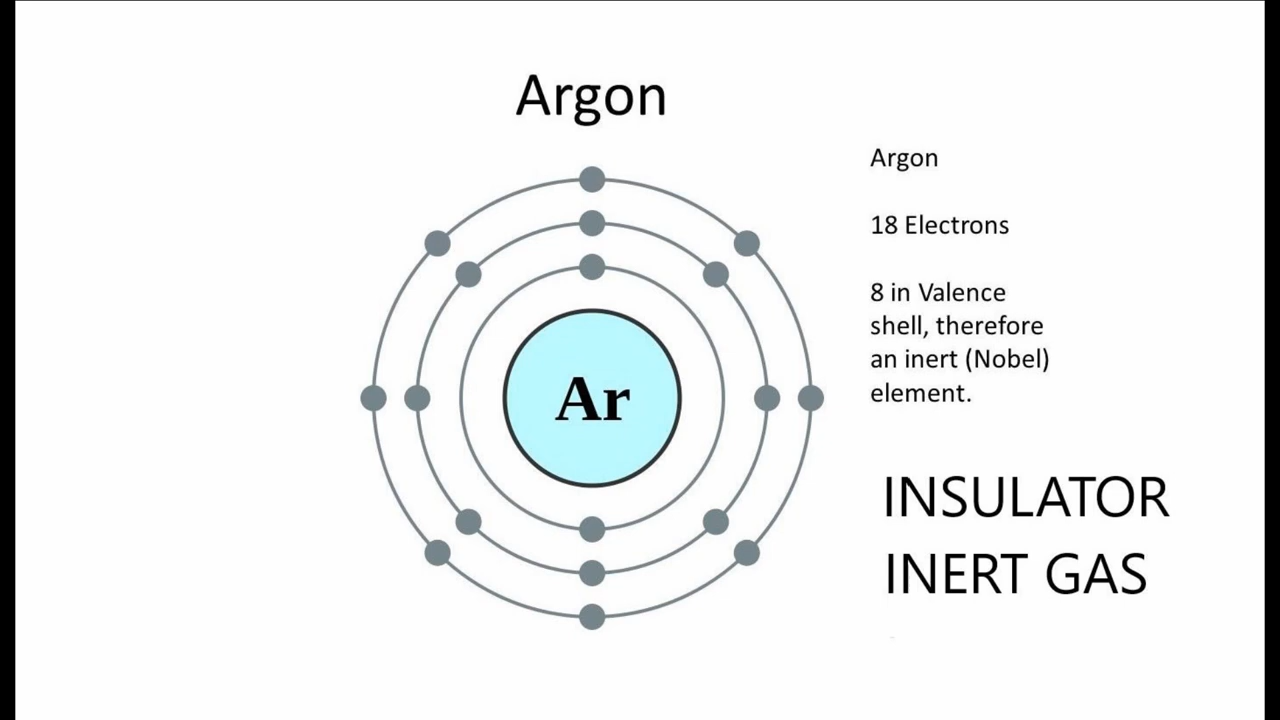 Argon
Ar
Argon
18 Electrons
8 in Valence
shell, therefore
an inert (Nobel)
element.
INSULATOR
INERT GAS